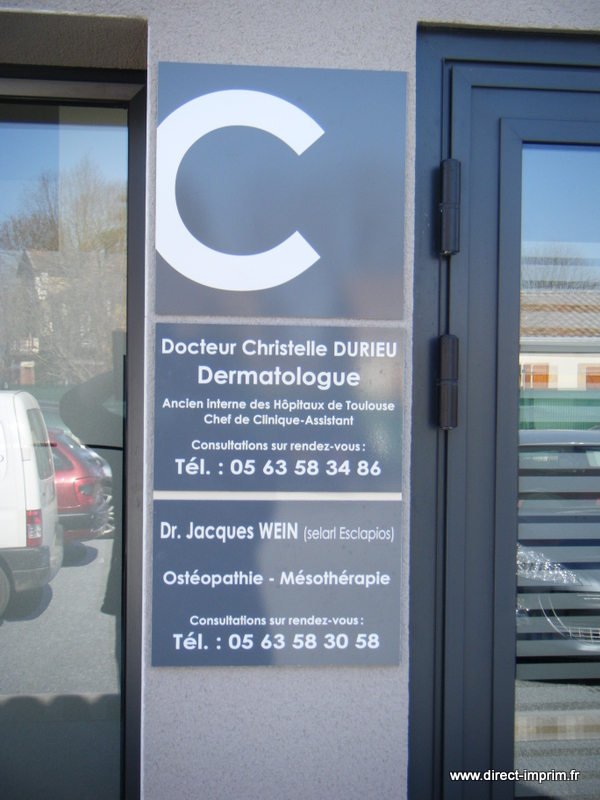 C
Docteur Christelle DURIEU
Dermatologue
Ancien interne des Hôpitaux de Toulouse
Chef de Clinique-Assistant
Consultations sur rendez-vous :
Tél. : 05 63 58 34 86
Dr. Jacques WEIN (selarl Esclapios)
Ostéopathie - Mésothérapie
Consultations sur rendez-vous :
Tél. : 05 63 58 30 58
www.direct-imprim.fr